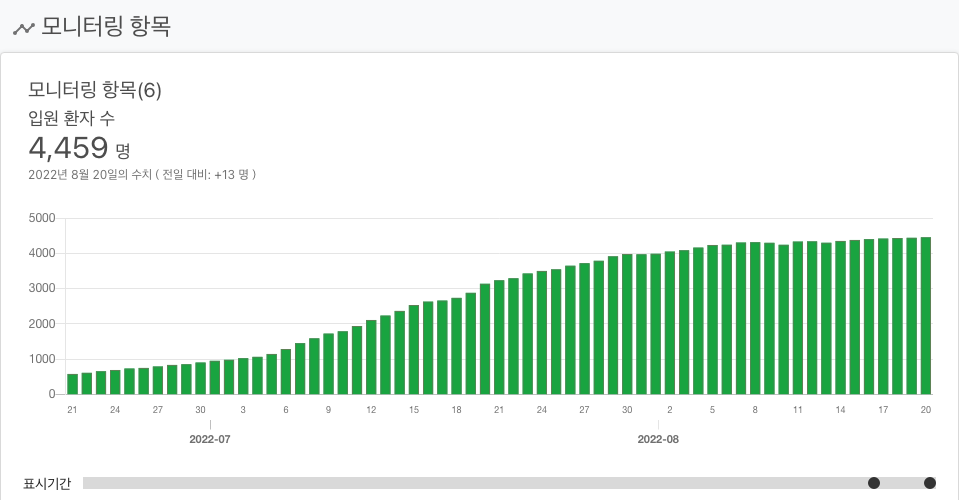 모니터링 항목
모니터링 항목(6)
입원 환자 수
4,459 명
2022년 8월 20일의 수치 ( 전일 대비: +13 명 )
5000
4000
3000
2000
1000
0
21 24 27 30 3 6 9 12 15 18 21 24 27 30 2 5 8 11 14 17 20
2022-07 2022-08
표시기간